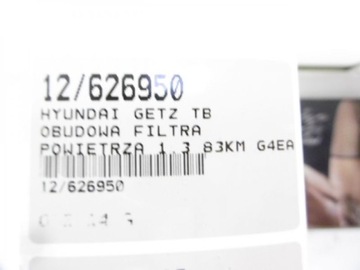 12/626950
HYUNDAI GETZ TB
OBUDOWA FILTRA
POWIETRZA 1.3 83KM G4EA
12/626950